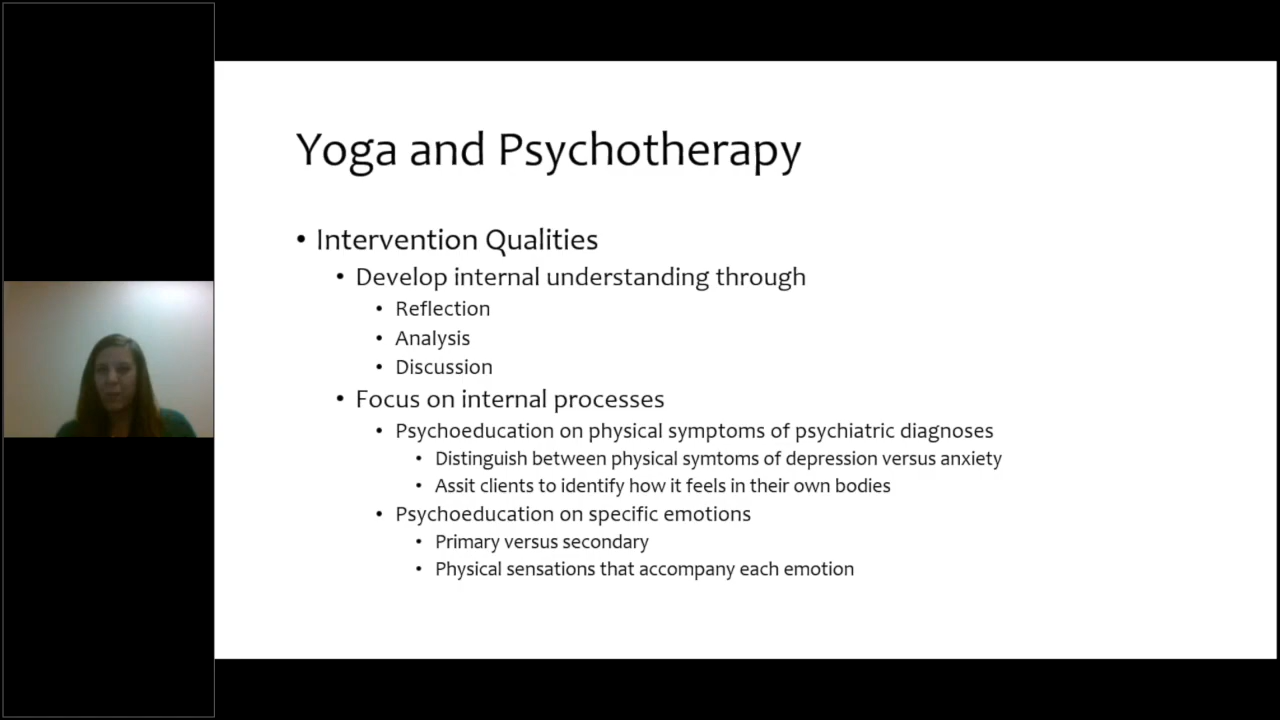 Yoga and Psychotherapy
• Intervention Qualities
• Develop internal understanding through
• Reflection
• Analysis
• Discussion
• Focus on internal processes
• Psychoeducation on physical symptoms of psychiatric diagnoses
• Distinguish between physical symtoms of depression versus anxiety
• Assit clients to identify how it feels in their own bodies
• Psychoeducation on specific emotions
• Primary versus secondary
• Physical sensations that accompany each emotion